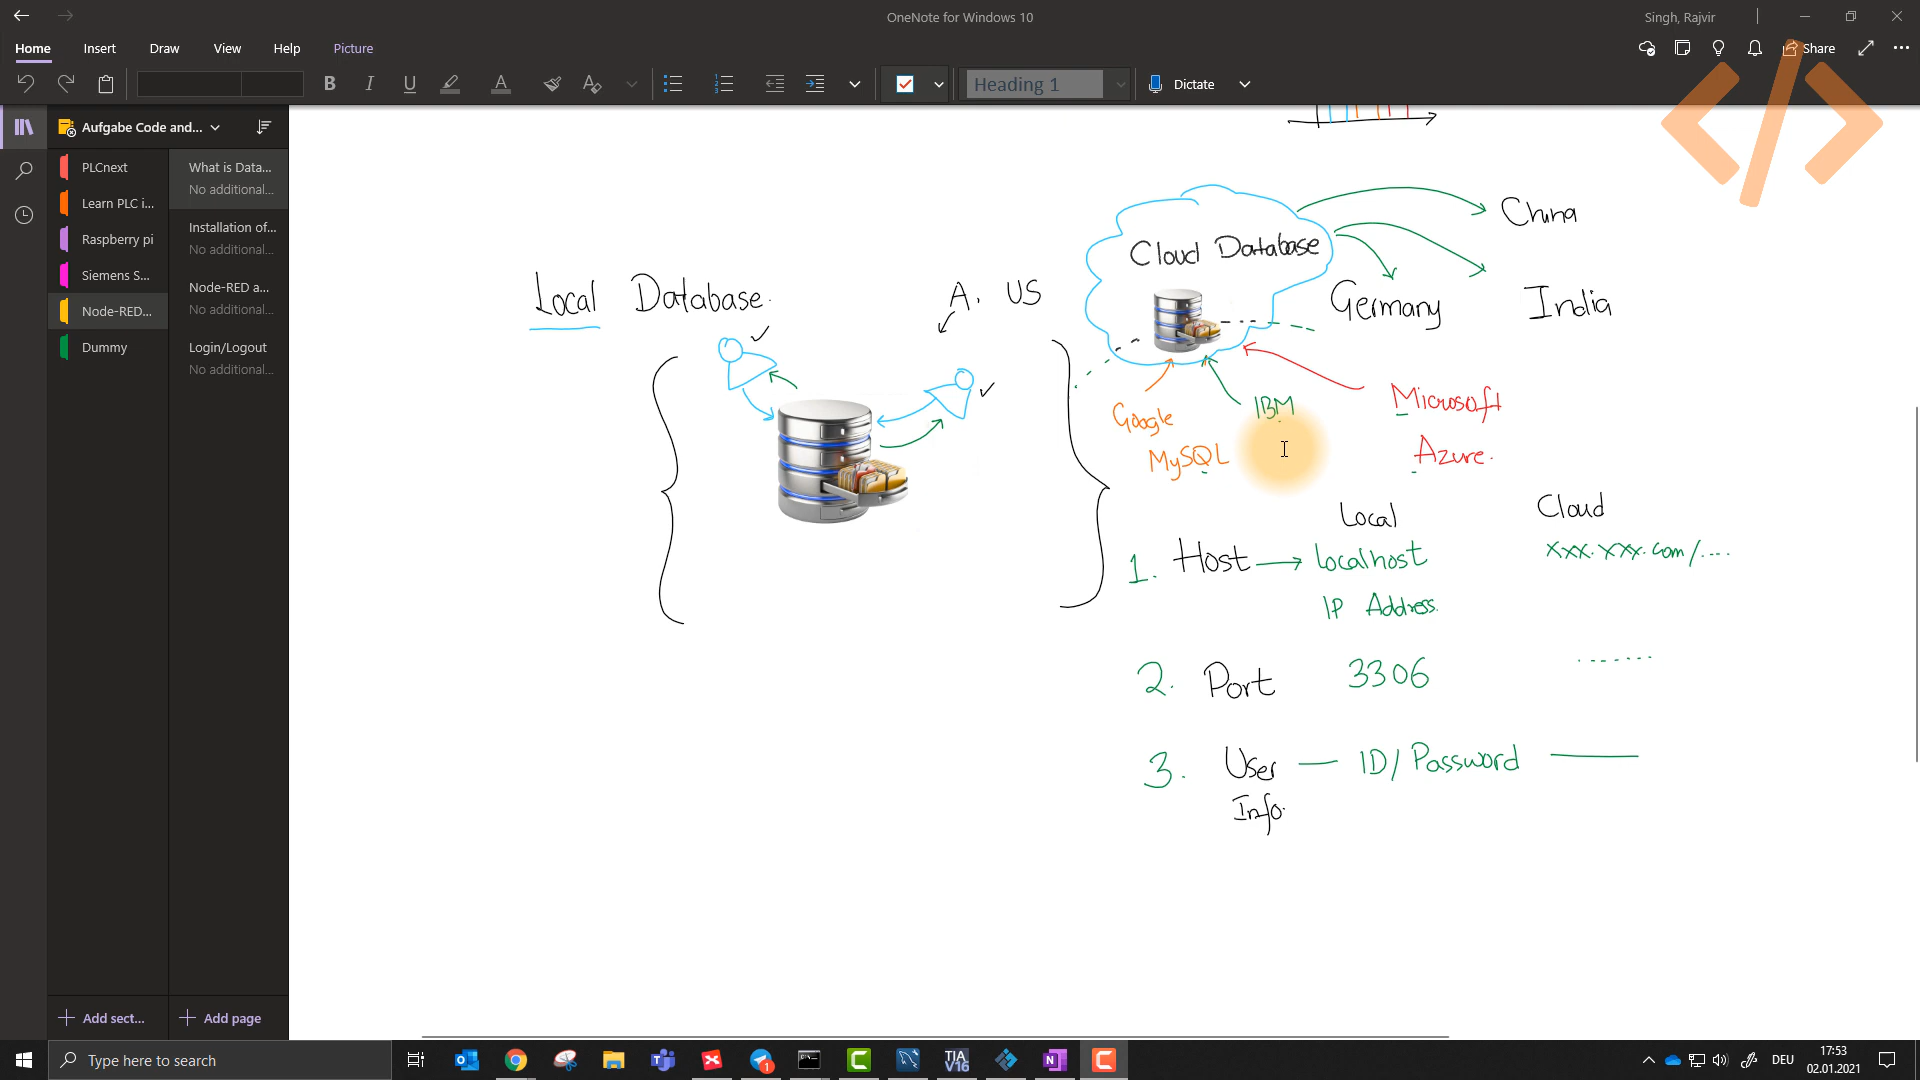 OneNote for Windows 10
Singh, Rajvir
Home
Insert
Draw
View
Help
Picture
Share
B
I
U
A
Heading 1
Dictate
Aufgabe Code and...
PLCnext
Learn PLC i...
Raspberry pi
Siemens S...
Node-RED...
Dummy
What is Data...
No additional...
Installation of...
No additional...
Node-RED a...
No additional...
Login/Logout
No additional...
Add sect...
Add page
Local Database.
A. US
Cloud Database
China
Germany
India
Google
MySQL
IBM
Microsoft
Azure.
Local
Cloud
1. Host
localhost
xxx.xxx.com/....
IP Address.
2. Port
3306
3. User
Info.
ID/Password
Type here to search
TIA
V16
1
DEU
17:53
02.01.2021